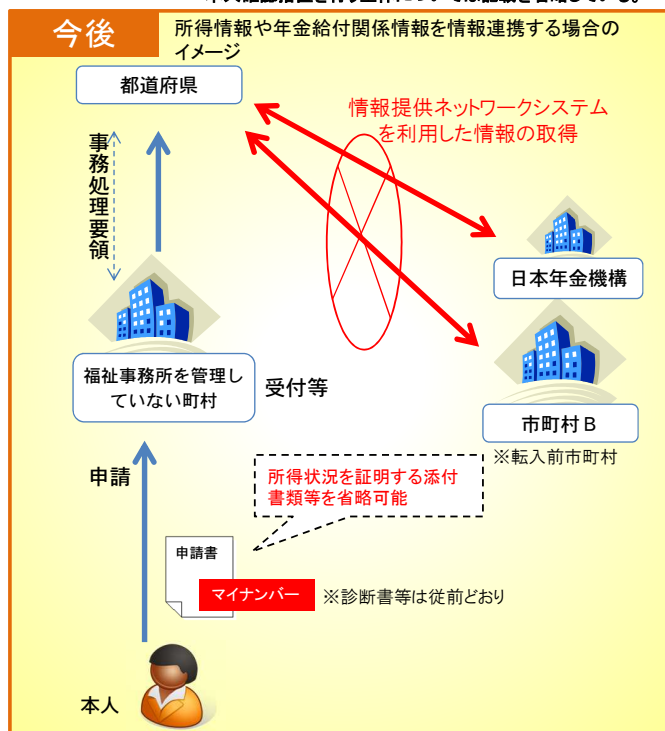 今後
所得情報や年金給付関係情報を情報連携する場合の
イメージ
都道府県
情報提供ネットワークシステム
を利用した情報の取得
事務処理要領
日本年金機構
福祉事務所を管理し
ていない町村
受付等
市町村B
※転入前市町村
申請
所得状況を証明する添付
書類等を省略可能
申請書
マイナンバー
※診断書等は従前どおり
本人